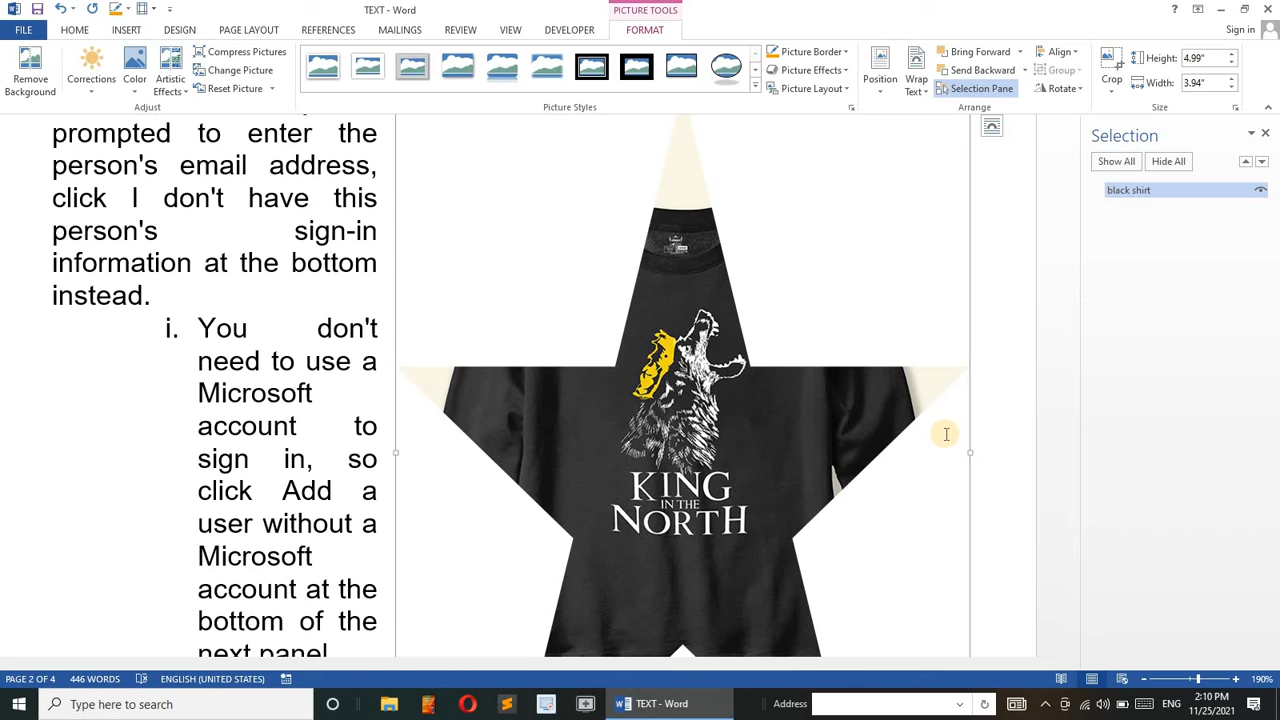 TEXT - Word
PICTURE TOOLS
Sign in
FILE HOME INSERT DESIGN PAGE LAYOUT REFERENCES MAILINGS REVIEW VIEW DEVELOPER FORMAT
Remove Background
Corrections
Color
Artistic Effects
Compress Pictures
Change Picture
Reset Picture
Adjust
Picture Styles
Picture Border
Picture Effects
Picture Layout
Position
Wrap Text
Bring Forward
Send Backward
Selection Pane
Align
Group
Rotate
Arrange
Crop
Height: 4.99"
Width: 3.94"
Size
prompted to enter the
person's email address,
click I don't have this
person's sign-in
information at the bottom
instead.
i. You don't
need to use a
Microsoft
account to
sign in, so
click Add a
user without a
Microsoft
account at the
bottom of the
next panel.
KING
IN THE
NORTH
Selection
Show All Hide All
black shirt
PAGE 2 OF 4 446 WORDS ENGLISH (UNITED STATES) 190%
Type here to search
TEXT - Word
Address
ENG
2:10 PM
11/25/2021